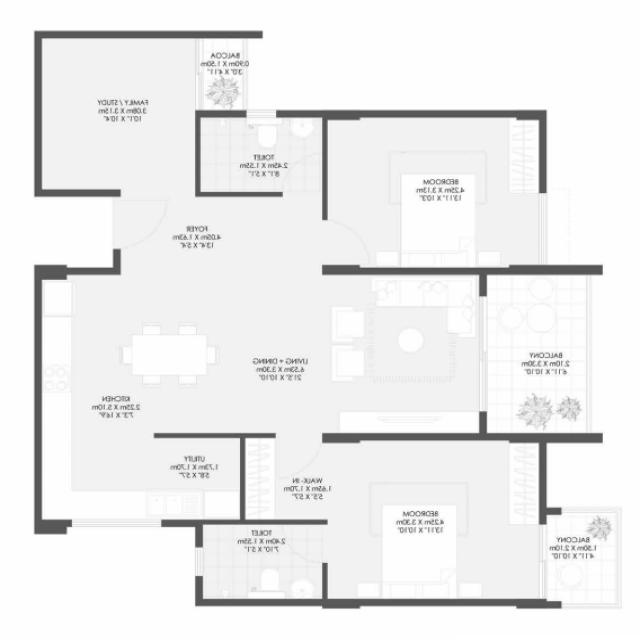 BALCOA
0.90m X 1.50m
3'0" X 4'11"
FAMILY / STUDY
3.08m X 3.15m
10'1" X 10'4"
TOILET
2.45m X 1.55m
8'1" X 5'1"
BEDROOM
4.25m X 3.13m
13'11" X 10'3"
FOYER
4.05m X 1.63m
13'4" X 5'4"
BALCONY
2.10m X 3.30m
6'11" X 10'10"
LIVING + DINING
6.53m X 3.30m
21'5" X 10'10"
KITCHEN
2.25m X 5.10m
7'3" X 16'9"
UTILITY
1.73m X 1.70m
5'8" X 5'7"
WALK-IN
1.65m X 1.70m
5'5" X 5'7"
BEDROOM
4.25m X 3.30m
13'11" X 10'10"
TOILET
2.40m X 1.55m
7'10" X 5'1"
BALCONY
1.50m X 2.10m
4'11" X 10'10"